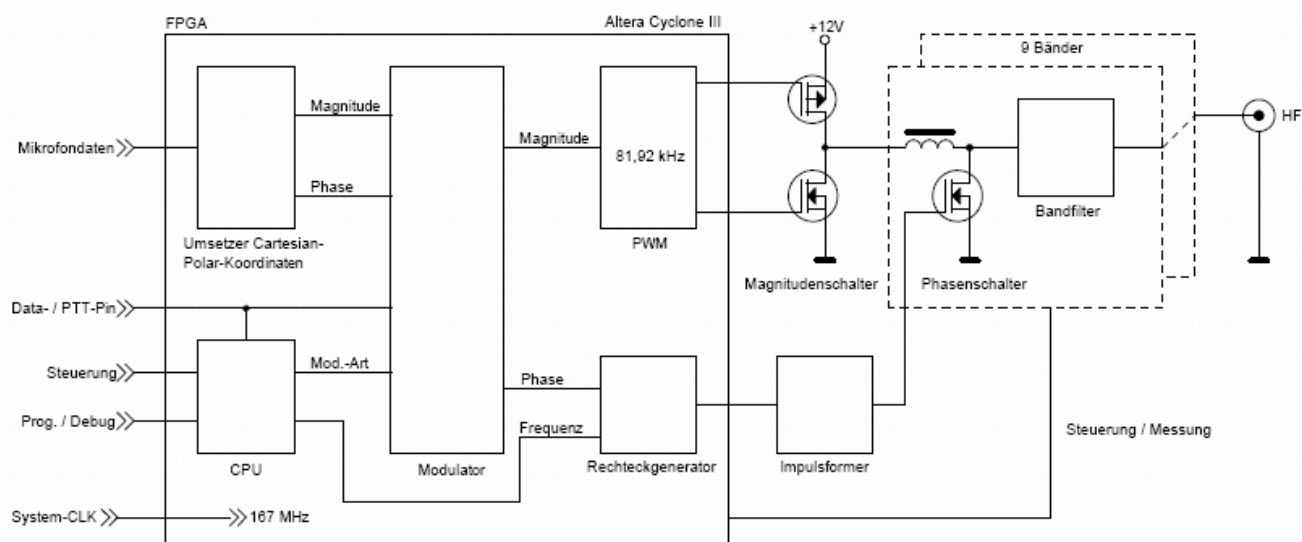 FPGA
Altera Cyclone III
+12V
9 Bänder
Magnitude
Magnitude
HF
Mikrofondaten
81,92 kHz
Phase
Bandfilter
Umsetzer Cartesian-
Polar-Koordinaten
PWM
Magnitudenschalter
Phasenschalter
Data- / PTT-Pin
Steuerung
Mod.-Art
Phase
Prog. / Debug
Frequenz
Steuerung / Messung
CPU
Modulator
Rechteckgenerator
Impulsformer
System-CLK
167 MHz